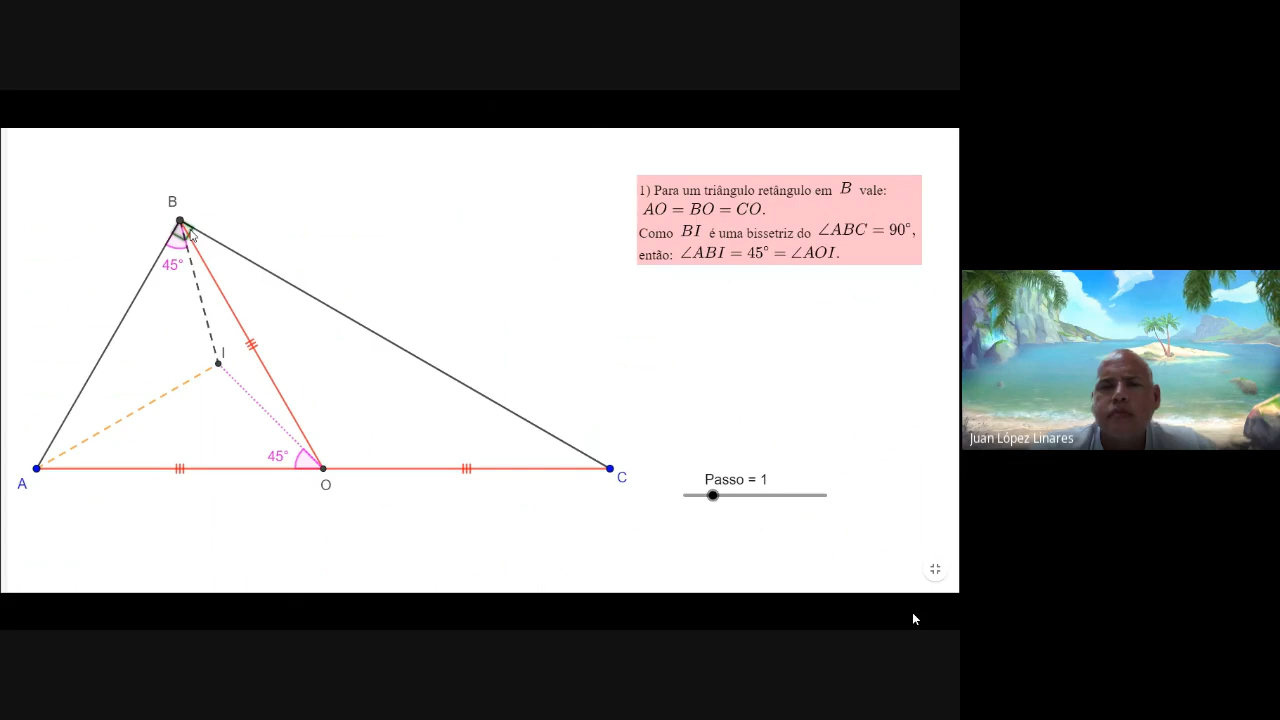 B
45°
I
45°
A
O
C
1) Para um triângulo retângulo em B vale:
AO = BO = CO.
Como BI é uma bissetriz do ∠ABC = 90°,
então: ∠ABI = 45° = ∠AOI.
Passo = 1
Juan López Linares